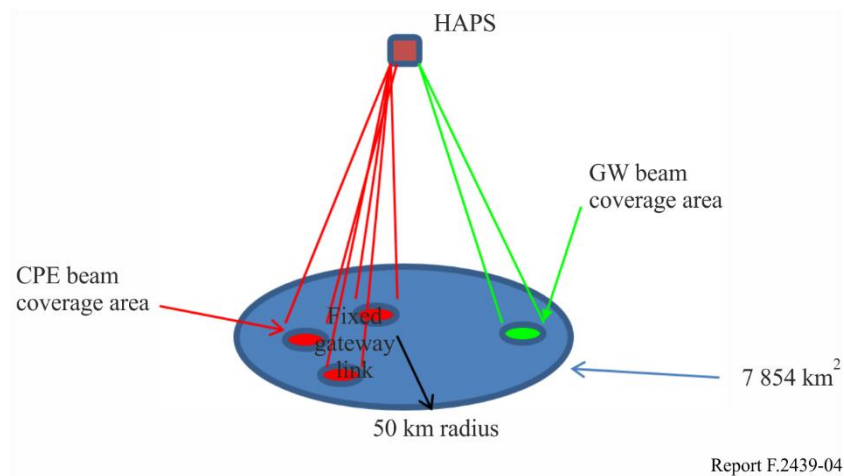 HAPS
GW beam
coverage area
CPE beam
coverage area
Fixed
gateway
link
7 854 km²
50 km radius
Report F.2439-04